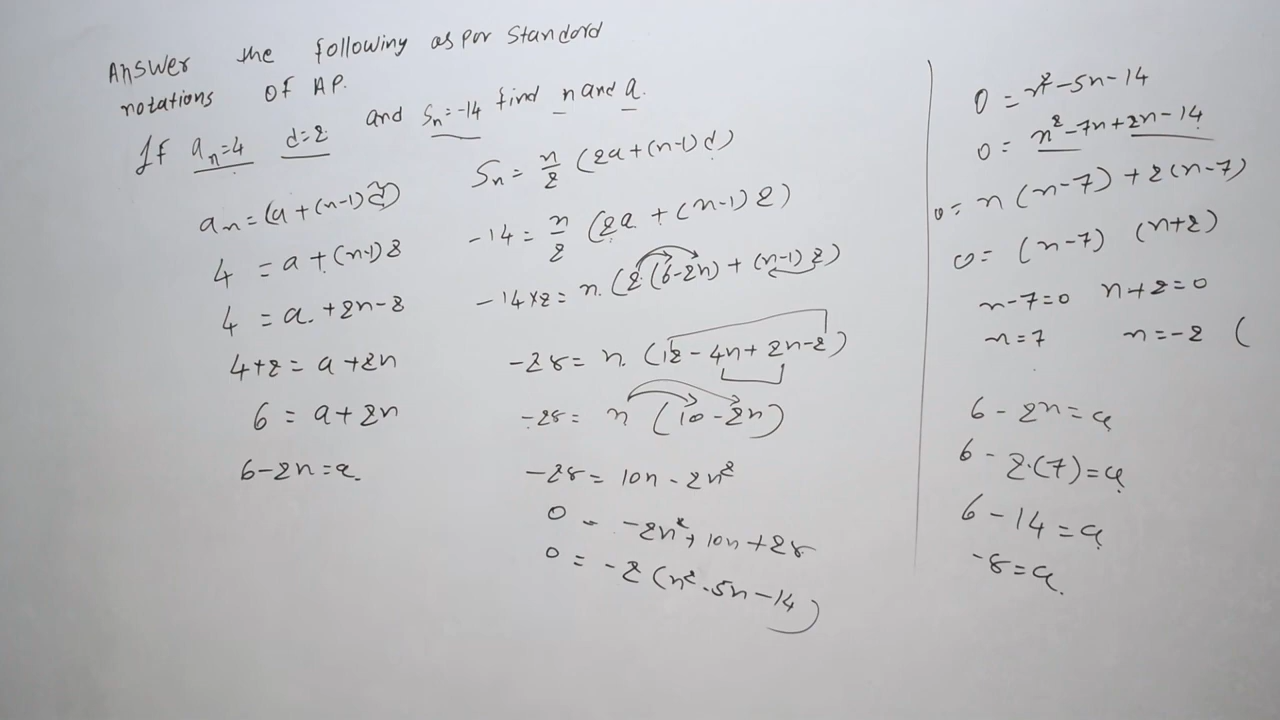 Answer the following as per Standard
notations of AP.
If aₙ=4 d=2 and Sₙ=-14 find n and a.
aₙ=(a+(n-1)d)
4 = a+(n-1)2
4 = a.+2n-2
4+2 = a+2n
6 = a+2n
6-2n=a.
Sₙ = n/2 (2a+(n-1)d)
-14 = n/2 (2a+(n-1)2)
-14×2 = n.(2.(6-2n)+(n-1)2)
-28 = n.(12-4n+2n-2)
-28 = n (10-2n)
-28 = 10n-2n²
0 = -2n²+10n+28
0 = -2(n²-5n-14)
0 = n²-5n-14
0 = n²-7n+2n-14
0 = n(n-7)+2(n-7)
0 = (n-7) (n+2)
n-7=0 n+2=0
n=7 n=-2 (
6-2n=a
6-2.(7)=a
6-14=a
-8=a.